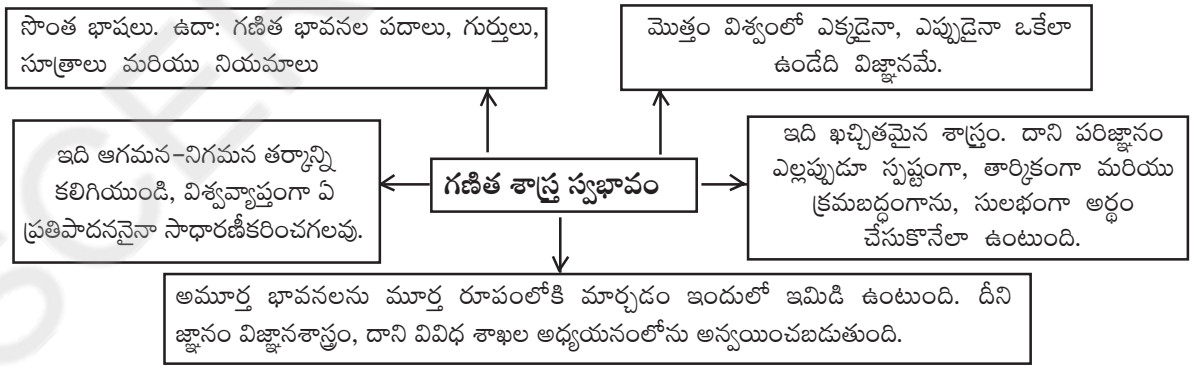 సొంత భాషలు. ఉదా: గణిత భావనల పదాలు, గుర్తులు,
సూత్రాలు మరియు నియమాలు
మొత్తం విశ్వంలో ఎక్కడైనా, ఎప్పుడైనా ఒకేలా
ఉండేది విజ్ఞానమే.
ఇది ఆగమన-నిగమన తర్కాన్ని
కలిగియుండి, విశ్వవ్యాప్తంగా ఏ
ప్రతిపాదననైనా సాధారణీకరించగలవు.
గణిత శాస్త్ర స్వభావం
ఇది ఖచ్చితమైన శాస్త్రం. దాని పరిజ్ఞానం
ఎల్లప్పుడూ స్పష్టంగా, తార్కికంగా మరియు
క్రమబద్ధంగాను, సులభంగా అర్థం
చేసుకొనేలా ఉంటుంది.
అమూర్త భావనలను మూర్త రూపంలోకి మార్చడం ఇందులో ఇమిడి ఉంటుంది. దీని
జ్ఞానం విజ్ఞానశాస్త్రం, దాని వివిధ శాఖల అధ్యయనంలోను అన్వయించబడుతుంది.